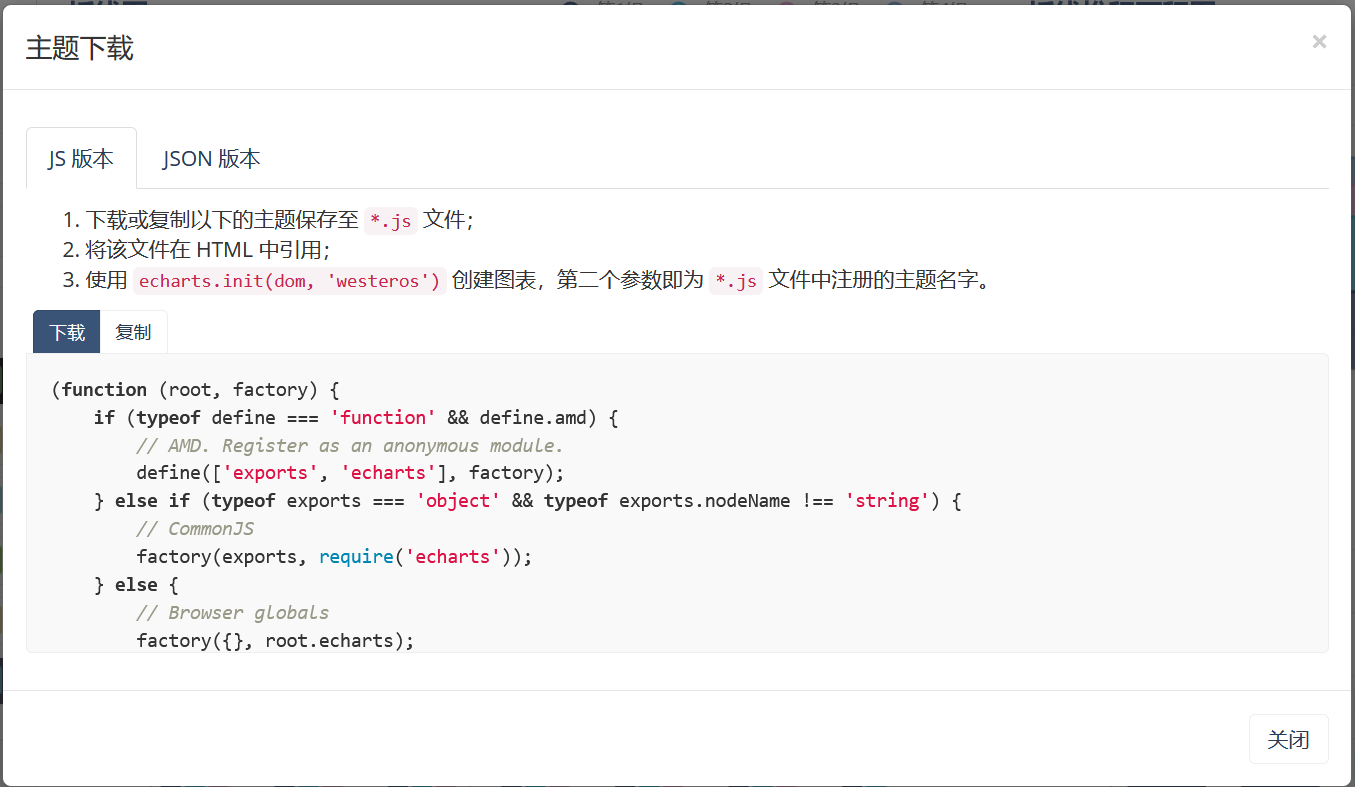 主题下载
×
JS 版本 JSON 版本
1. 下载或复制以下的主题保存至 *.js 文件；
2. 将该文件在 HTML 中引用；
3. 使用 echarts.init(dom, 'westeros') 创建图表，第二个参数即为 *.js 文件中注册的主题名字。
下载 复制
(function (root, factory) {
    if (typeof define === 'function' && define.amd) {
        // AMD. Register as an anonymous module.
        define(['exports', 'echarts'], factory);
    } else if (typeof exports === 'object' && typeof exports.nodeName !== 'string') {
        // CommonJS
        factory(exports, require('echarts'));
    } else {
        // Browser globals
        factory({}, root.echarts);
关闭